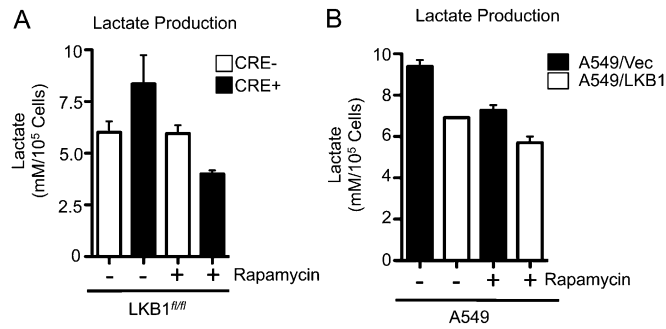 A
Lactate Production
Lactate
(mM/10⁵ Cells)
10
7.5
5.0
2.5
0
CRE-
CRE+
- - + + Rapamycin
LKB1fl/fl
B
Lactate Production
Lactate
(mM/10⁵ Cells)
10
8
6
4
2
0
A549/Vec
A549/LKB1
- - + + Rapamycin
A549